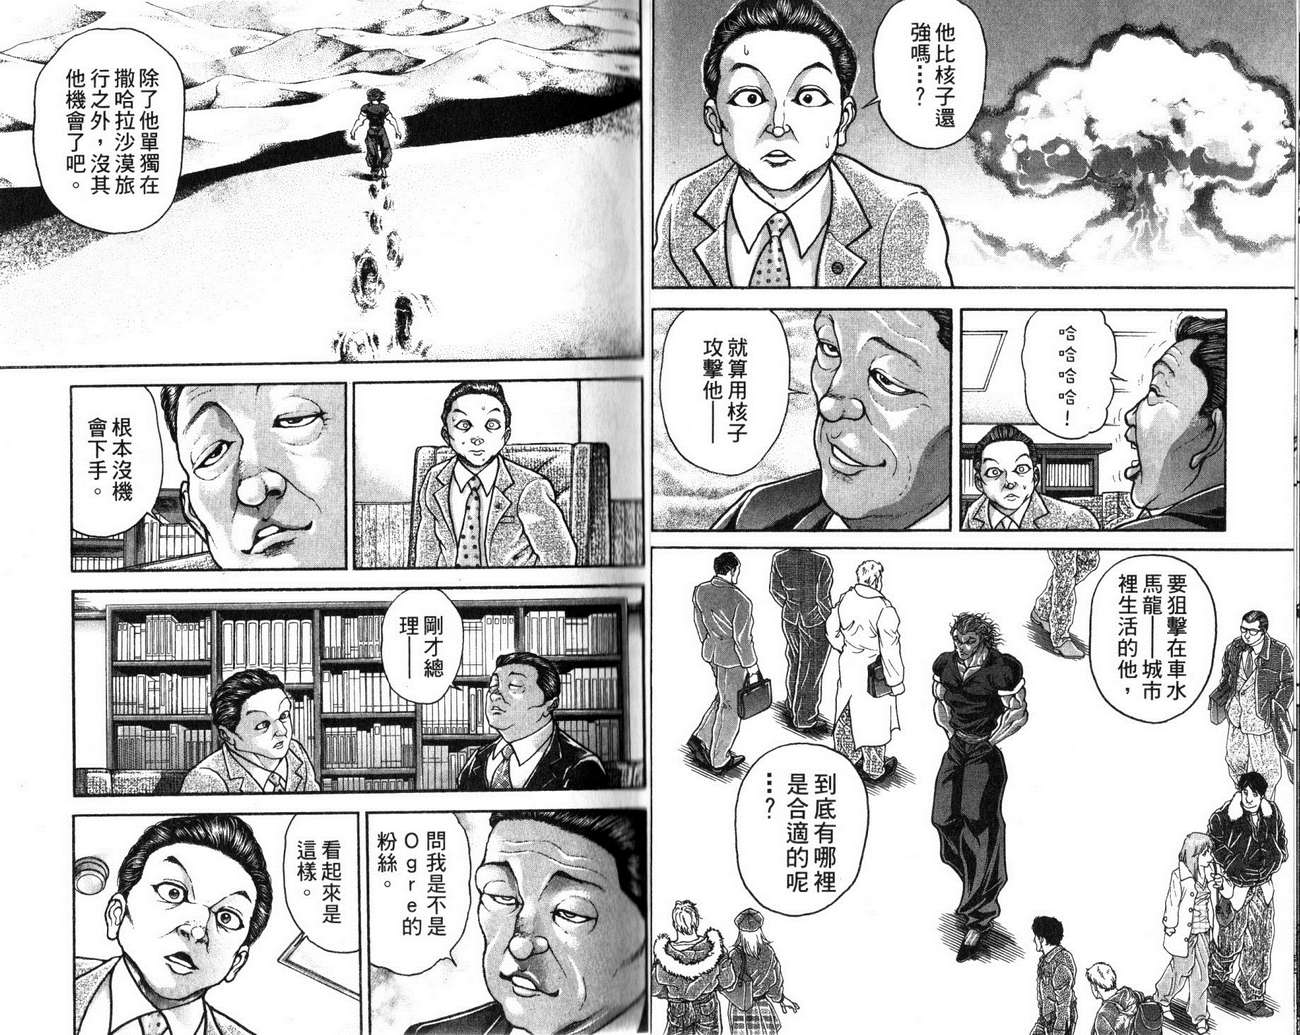 他比核子還
強嗎……?
哈哈哈哈!
就算用核子
攻擊他——
要狙擊在車水
馬龍——城市
裡生活的他,
到底有哪裡
是合適的呢
……?
除了他單獨在
撒哈拉沙漠旅
行之外,沒其
他機會了吧。
根本沒機
會下手。
剛才總
理——
問我是不是
Ogre的
粉絲。
看起來是
這樣。